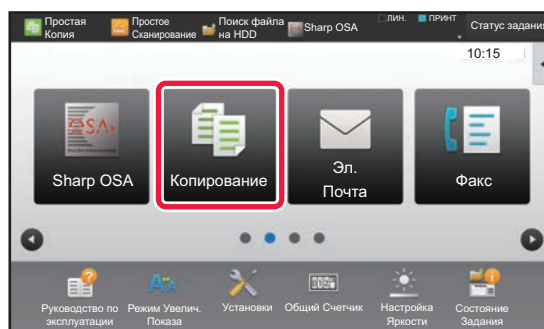 Простая Простое Поиск файла Sharp OSA ЛИН. ПРИНТ Статус задания
Копия Сканирование на HDD
10:15
Sharp OSA Копирование Эл. Почта Факс
Руководство по эксплуатации Режим Увелич. Показа Установки Общий Счетчик Настройка Яркости Состояние Задания